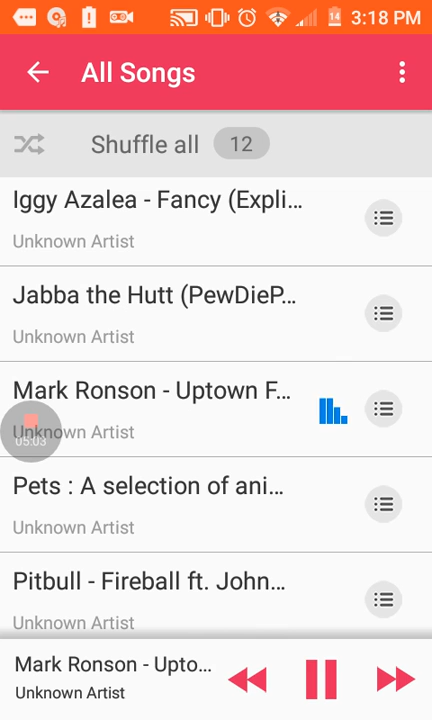 14
3:18 PM
All Songs
Shuffle all 12
Iggy Azalea - Fancy (Expli...
Unknown Artist
Jabba the Hutt (PewDieP...
Unknown Artist
Mark Ronson - Uptown F...
Unknown Artist
05:03
Pets : A selection of ani...
Unknown Artist
Pitbull - Fireball ft. John...
Unknown Artist
Mark Ronson - Upto...
Unknown Artist